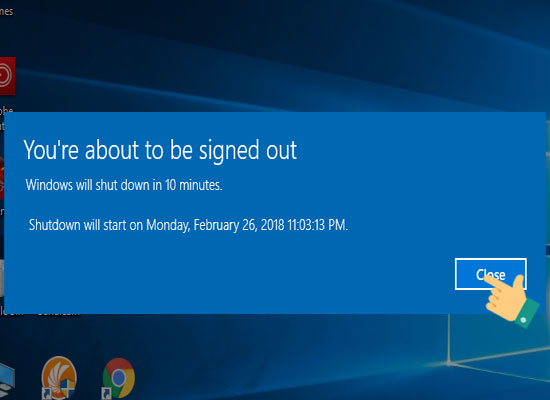 You're about to be signed out
Windows will shut down in 10 minutes.
Shutdown will start on Monday, February 26, 2018 11:03:13 PM.
Close